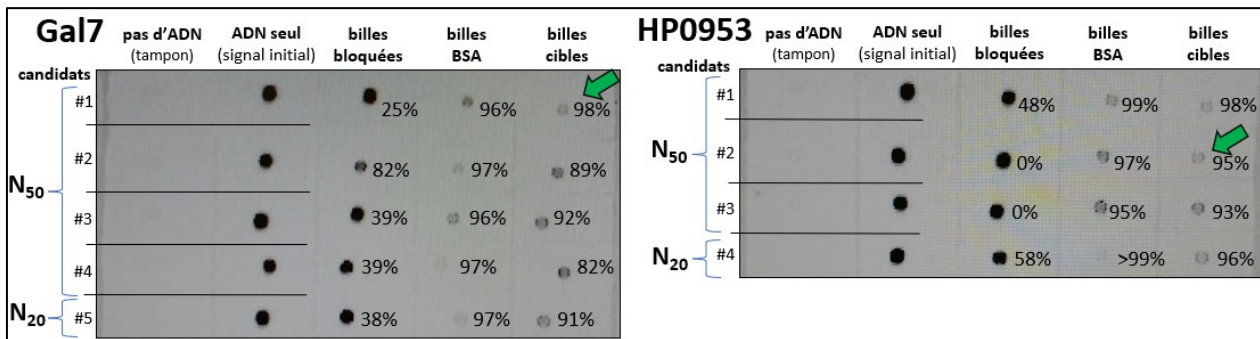 Gal7
pas d'ADN
(tampon)
ADN seul
(signal initial)
billes
bloquées
billes
BSA
billes
cibles
candidats
N50
#1 25% 96% 98%
#2 82% 97% 89%
#3 39% 96% 92%
#4 39% 97% 82%
N20
#5 38% 97% 91%
HP0953
pas d'ADN
(tampon)
ADN seul
(signal initial)
billes
bloquées
billes
BSA
billes
cibles
N50
#1 48% 99% 98%
#2 0% 97% 95%
#3 0% 95% 93%
N20
#4 58% >99% 96%